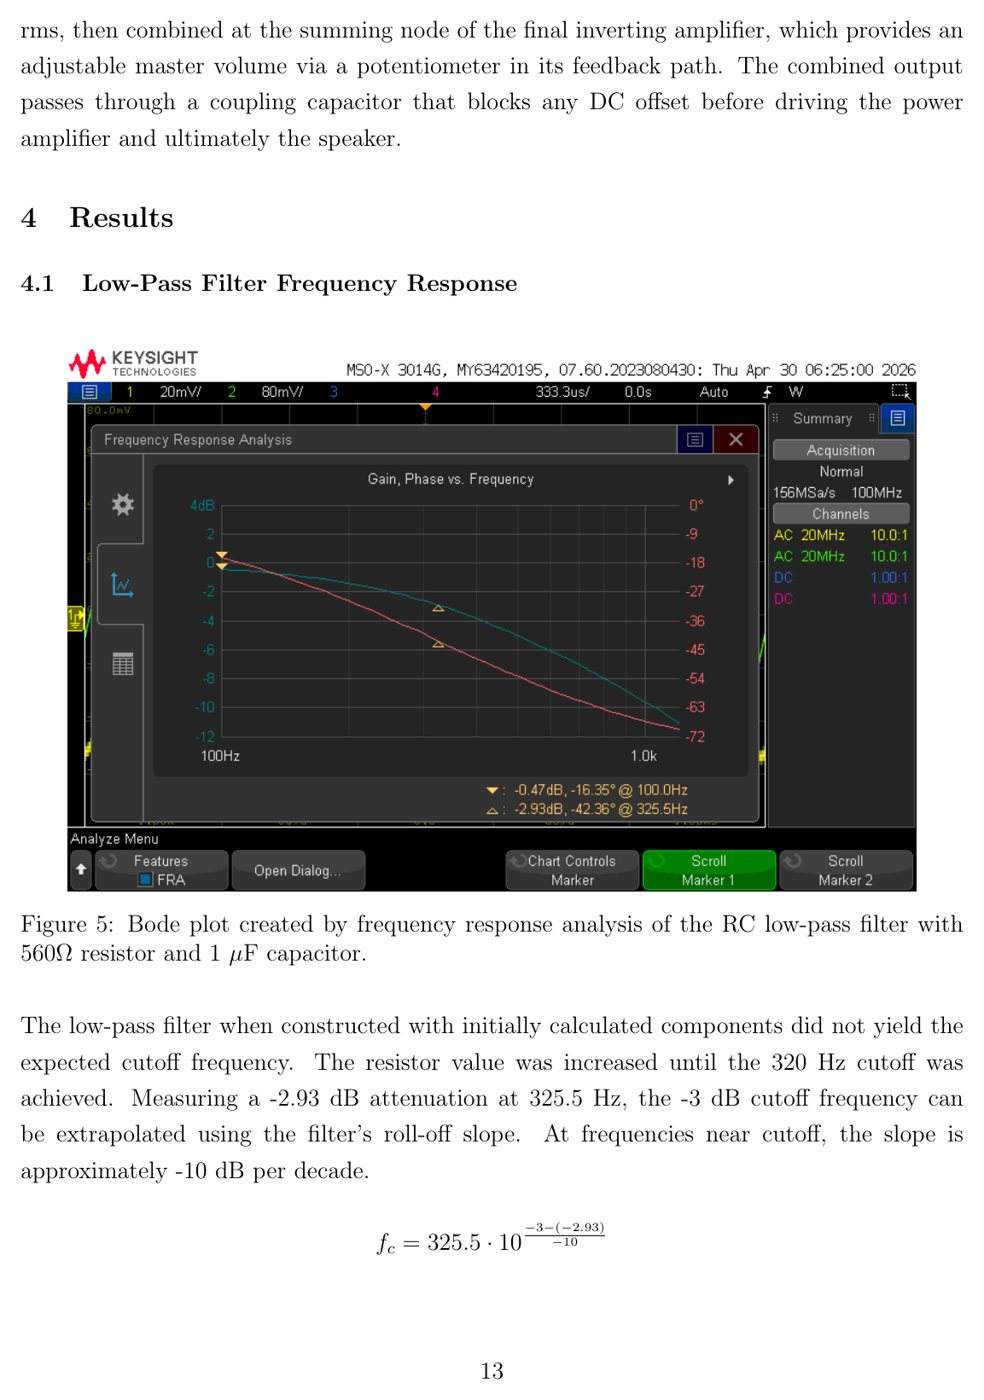 rms, then combined at the summing node of the final inverting amplifier, which provides an
adjustable master volume via a potentiometer in its feedback path. The combined output
passes through a coupling capacitor that blocks any DC offset before driving the power
amplifier and ultimately the speaker.
4 Results
4.1 Low-Pass Filter Frequency Response
KEYSIGHT
TECHNOLOGIES
MSO-X 3014G, MY63420195, 07.60.2023080430: Thu Apr 30 06:25:00 2026
1 20mV/ 2 80mV/ 3 4 333.3us/ 0.0s Auto W
80.0mV
Frequency Response Analysis
Gain, Phase vs. Frequency
4dB 0°
2 -9
0 -18
-2 -27
-4 -36
-6 -45
-8 -54
-10 -63
-12 -72
100Hz 1.0k
-0.47dB, -16.35° @ 100.0Hz
-2.93dB, -42.36° @ 325.5Hz
Summary
Acquisition
Normal
156MSa/s 100MHz
Channels
AC 20MHz 10.0:1
AC 20MHz 10.0:1
DC 1.00:1
DC 1.00:1
Analyze Menu
Features
FRA
Open Dialog...
Chart Controls
Marker
Scroll
Marker 1
Scroll
Marker 2
Figure 5: Bode plot created by frequency response analysis of the RC low-pass filter with
560Ω resistor and 1 μF capacitor.
The low-pass filter when constructed with initially calculated components did not yield the
expected cutoff frequency. The resistor value was increased until the 320 Hz cutoff was
achieved. Measuring a -2.93 dB attenuation at 325.5 Hz, the -3 dB cutoff frequency can
be extrapolated using the filter's roll-off slope. At frequencies near cutoff, the slope is
approximately -10 dB per decade.
f_c = 325.5 · 10^{\frac{-3-(-2.93)}{-10}}
13